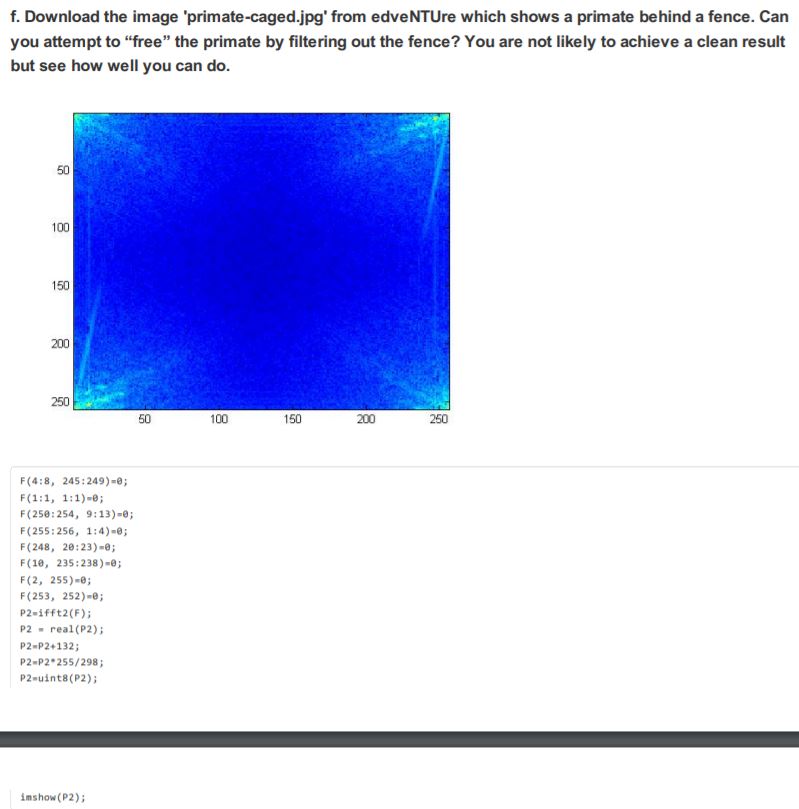 f. Download the image 'primate-caged.jpg' from edveNTUre which shows a primate behind a fence. Can
you attempt to “free” the primate by filtering out the fence? You are not likely to achieve a clean result
but see how well you can do.
50
100
150
200
250
50 100 150 200 250
F(4:8, 245:249)=0;
F(1:1, 1:1)=0;
F(250:254, 9:13)=0;
F(255:256, 1:4)=0;
F(248, 20:23)=0;
F(10, 235:238)=0;
F(2, 255)=0;
F(253, 252)=0;
P2=ifft2(F);
P2 = real(P2);
P2=P2+132;
P2=P2*255/298;
P2=uint8(P2);
imshow(P2);